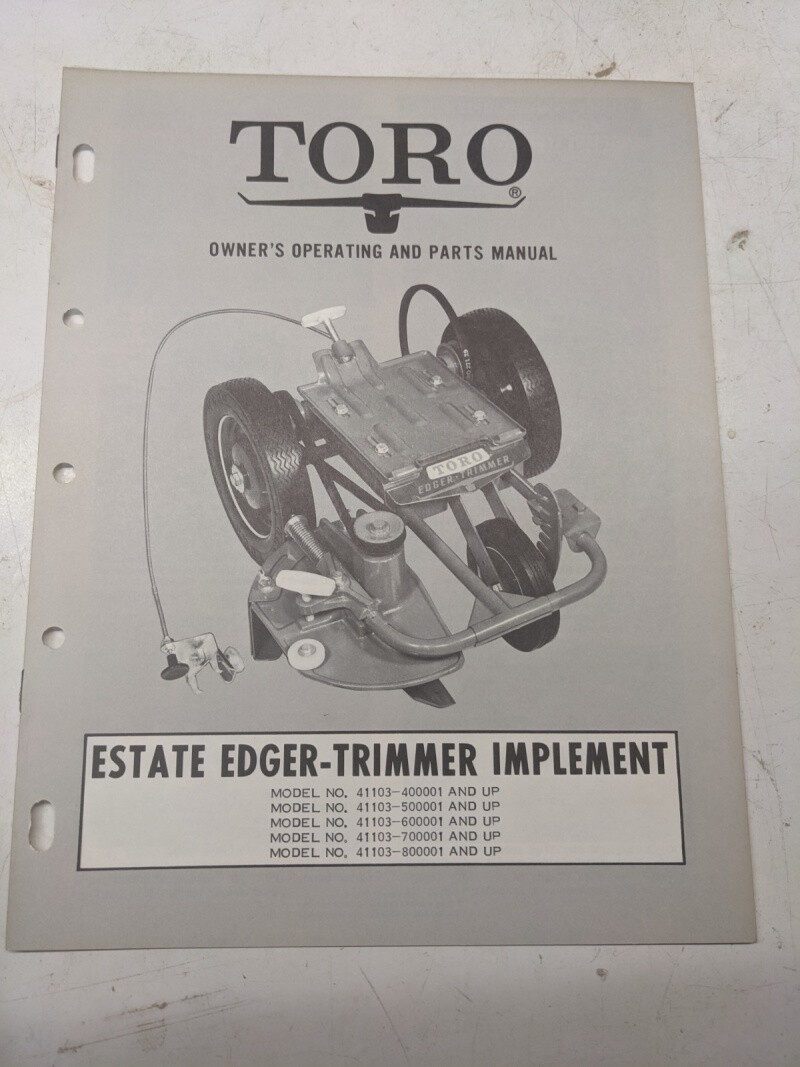 TORO
®
OWNER'S OPERATING AND PARTS MANUAL
TORO
EDGER-TRIMMER
ESTATE EDGER-TRIMMER IMPLEMENT
MODEL NO. 41103-400001 AND UP
MODEL NO. 41103-500001 AND UP
MODEL NO. 41103-600001 AND UP
MODEL NO. 41103-700001 AND UP
MODEL NO. 41103-800001 AND UP